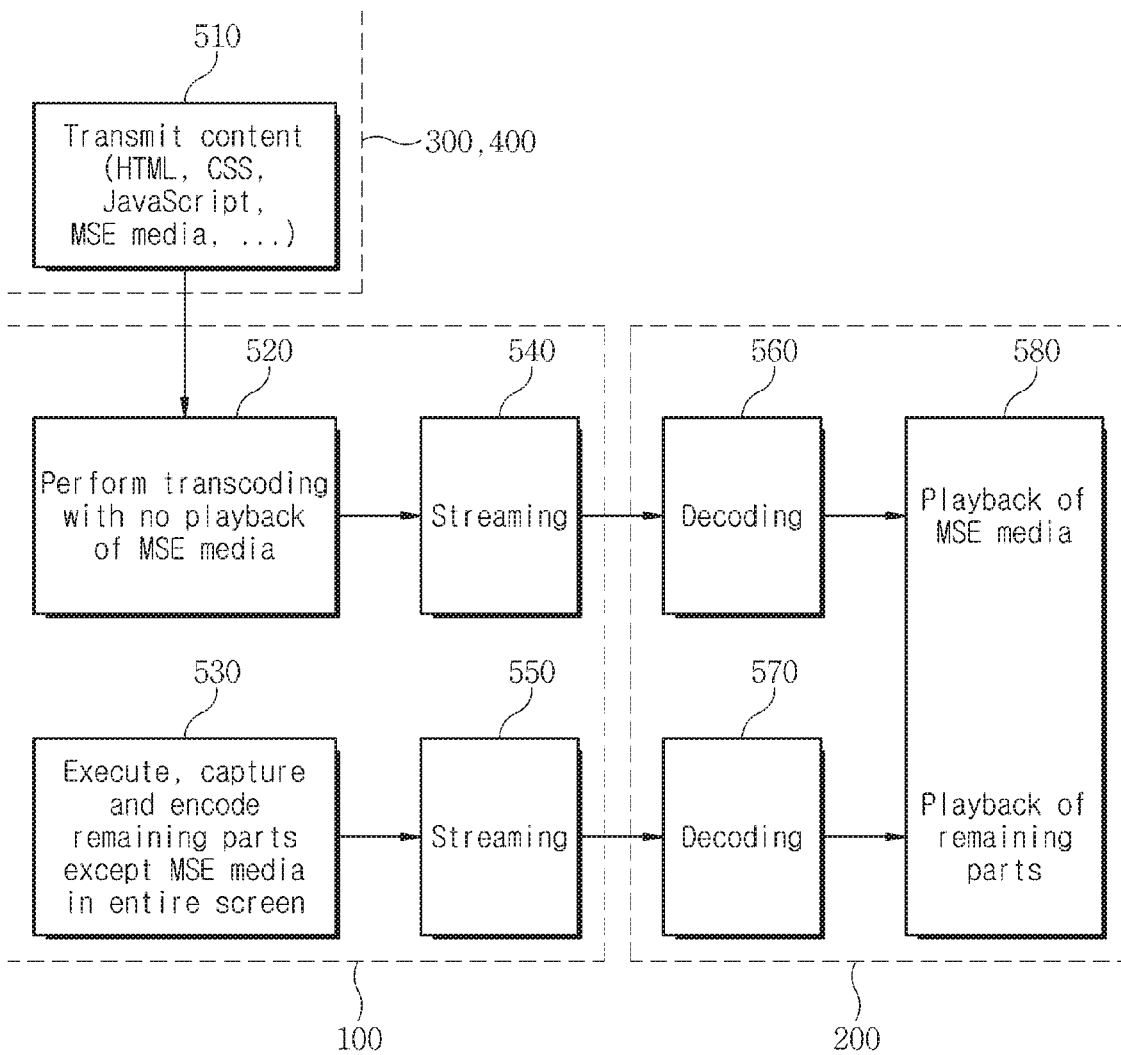 510
Transmit content
(HTML, CSS,
JavaScript,
MSE media, ...)
300,400
520
540
560
580
Perform transcoding
with no playback
of MSE media
Streaming
Decoding
Playback of
MSE media
530
550
570
Execute, capture
and encode
remaining parts
except MSE media
in entire screen
Streaming
Decoding
Playback of
remaining
parts
100
200